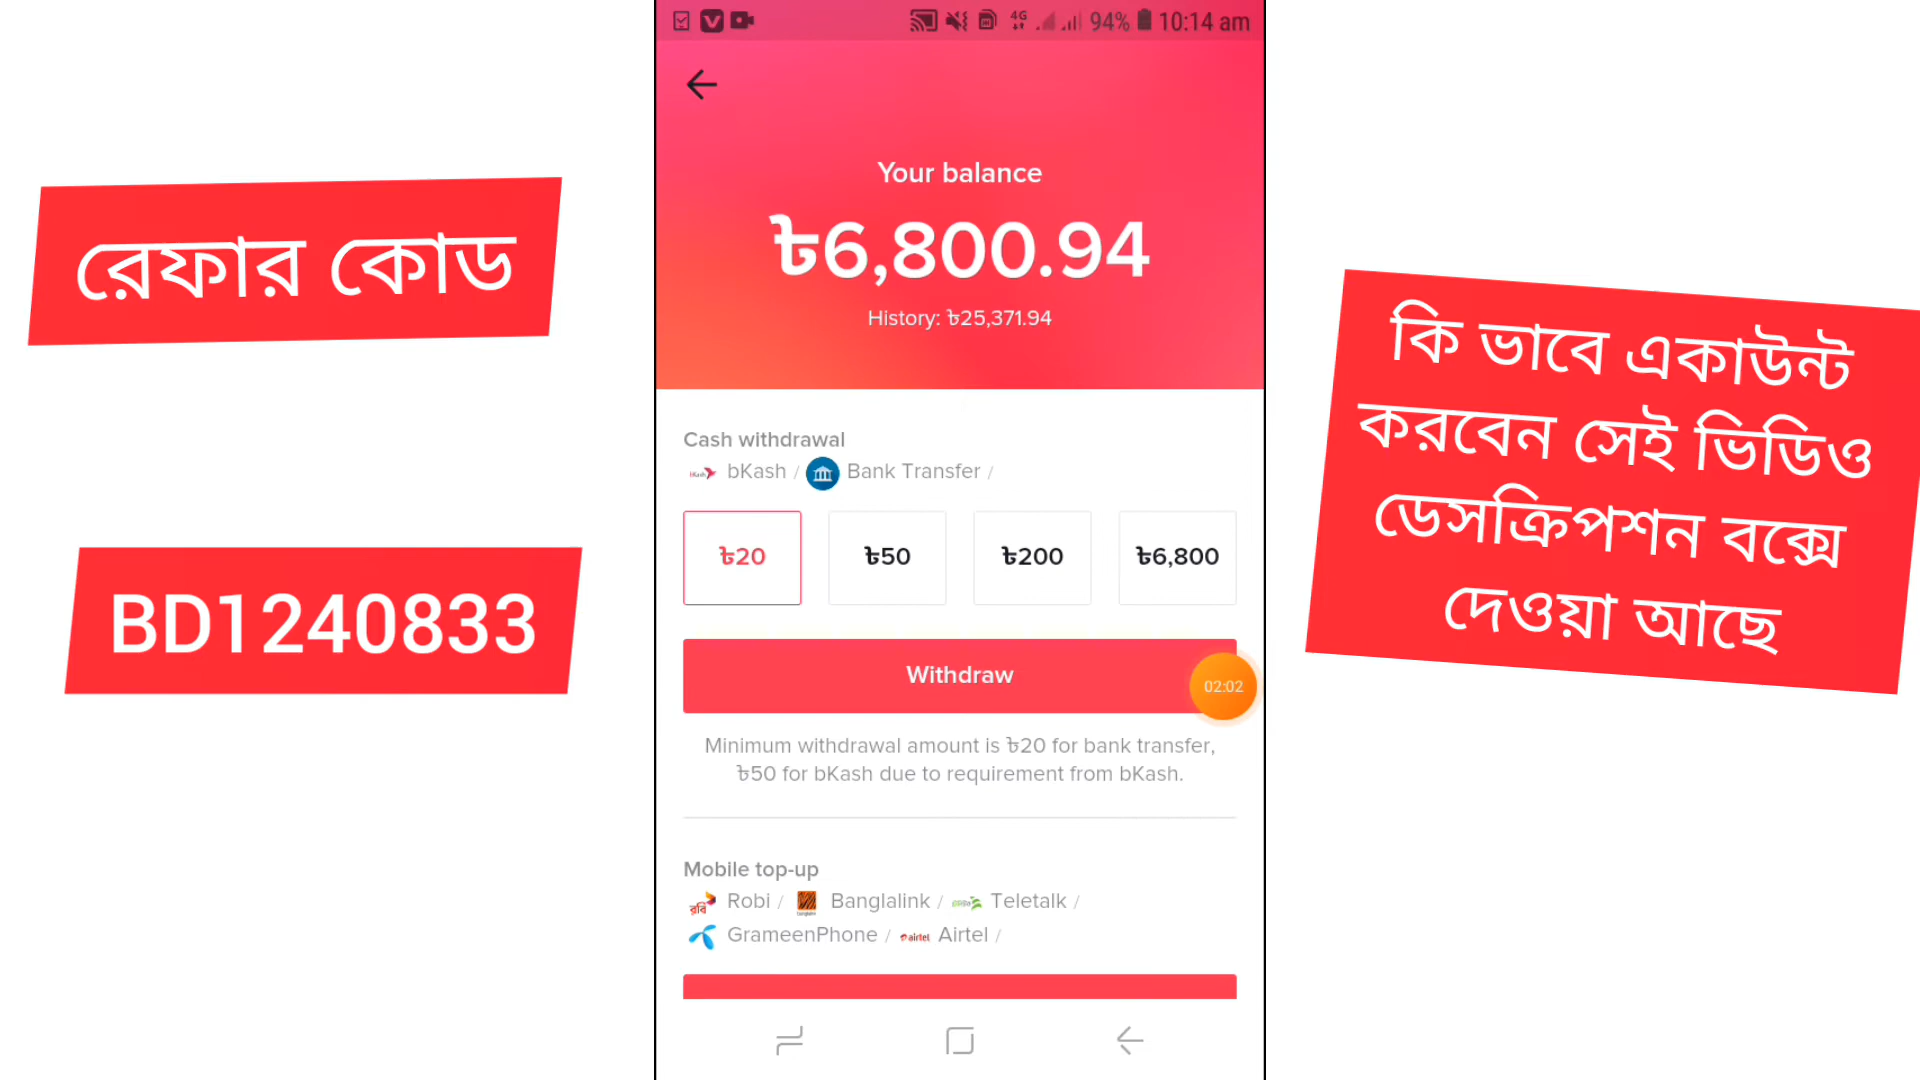 4G 94% 10:14 am
রেফার কোড
BD1240833
Your balance
৳6,800.94
History: ৳25,371.94
Cash withdrawal
bKash / Bank Transfer /
৳20 ৳50 ৳200 ৳6,800
Withdraw
02:02
Minimum withdrawal amount is ৳20 for bank transfer,
৳50 for bKash due to requirement from bKash.
Mobile top-up
রবি Robi / Banglalink / Teletalk /
GrameenPhone / airtel Airtel /
কি ভাবে একাউন্ট
করবেন সেই ভিডিও
ডেসক্রিপশন বক্সে
দেওয়া আছে